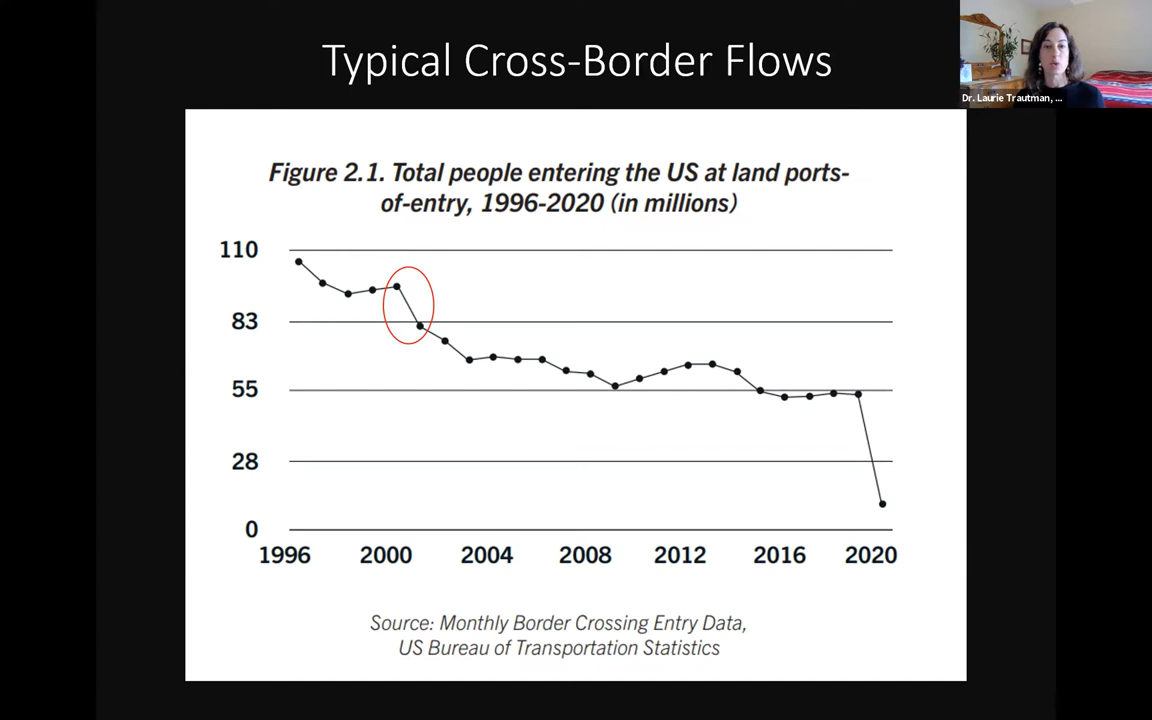 Typical Cross-Border Flows
Dr. Laurie Trautman, ...
Figure 2.1. Total people entering the US at land ports-
of-entry, 1996-2020 (in millions)
110
83
55
28
0
1996 2000 2004 2008 2012 2016 2020
Source: Monthly Border Crossing Entry Data,
US Bureau of Transportation Statistics